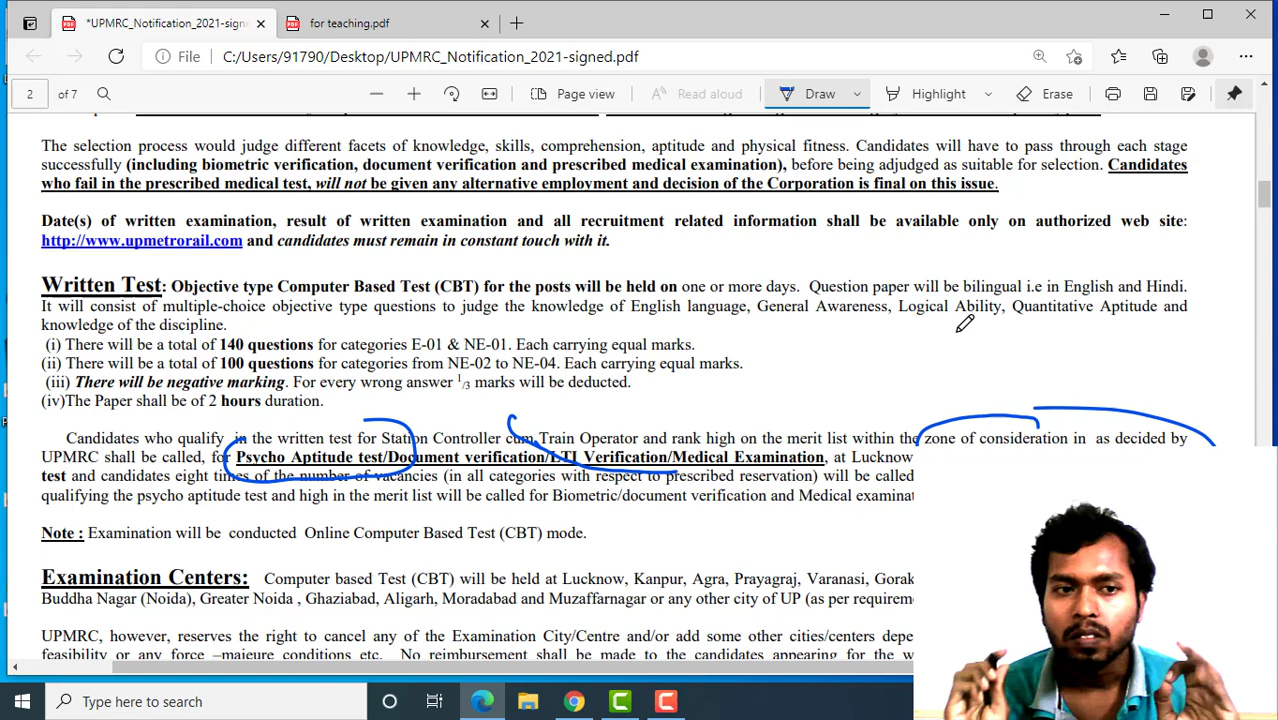 *UPMRC_Notification_2021-sign
for teaching.pdf
File C:/Users/91790/Desktop/UPMRC_Notification_2021-signed.pdf
2 of 7 Page view Read aloud Draw Highlight Erase
The selection process would judge different facets of knowledge, skills, comprehension, aptitude and physical fitness. Candidates will have to pass through each stage
successfully (including biometric verification, document verification and prescribed medical examination), before being adjudged as suitable for selection. Candidates
who fail in the prescribed medical test, will not be given any alternative employment and decision of the Corporation is final on this issue.
Date(s) of written examination, result of written examination and all recruitment related information shall be available only on authorized web site:
http://www.upmetrorail.com and candidates must remain in constant touch with it.
Written Test: Objective type Computer Based Test (CBT) for the posts will be held on one or more days. Question paper will be bilingual i.e in English and Hindi.
It will consist of multiple-choice objective type questions to judge the knowledge of English language, General Awareness, Logical Ability, Quantitative Aptitude and
knowledge of the discipline.
(i) There will be a total of 140 questions for categories E-01 & NE-01. Each carrying equal marks.
(ii) There will be a total of 100 questions for categories from NE-02 to NE-04. Each carrying equal marks.
(iii) There will be negative marking. For every wrong answer 1/3 marks will be deducted.
(iv)The Paper shall be of 2 hours duration.
Candidates who qualify in the written test for Station Controller cum Train Operator and rank high on the merit list within the zone of consideration in as decided by
UPMRC shall be called, for Psycho Aptitude test/Document verification/LTI Verification/Medical Examination, at Lucknow
test and candidates eight times of the number of vacancies (in all categories with respect to prescribed reservation) will be called
qualifying the psycho aptitude test and high in the merit list will be called for Biometric/document verification and Medical examinat
Note : Examination will be conducted Online Computer Based Test (CBT) mode.
Examination Centers: Computer based Test (CBT) will be held at Lucknow, Kanpur, Agra, Prayagraj, Varanasi, Gorak
Buddha Nagar (Noida), Greater Noida , Ghaziabad, Aligarh, Moradabad and Muzaffarnagar or any other city of UP (as per requireme
UPMRC, however, reserves the right to cancel any of the Examination City/Centre and/or add some other cities/centers depe
feasibility or any force –majeure conditions etc. No reimbursement shall be made to the candidates appearing for the w
Type here to search